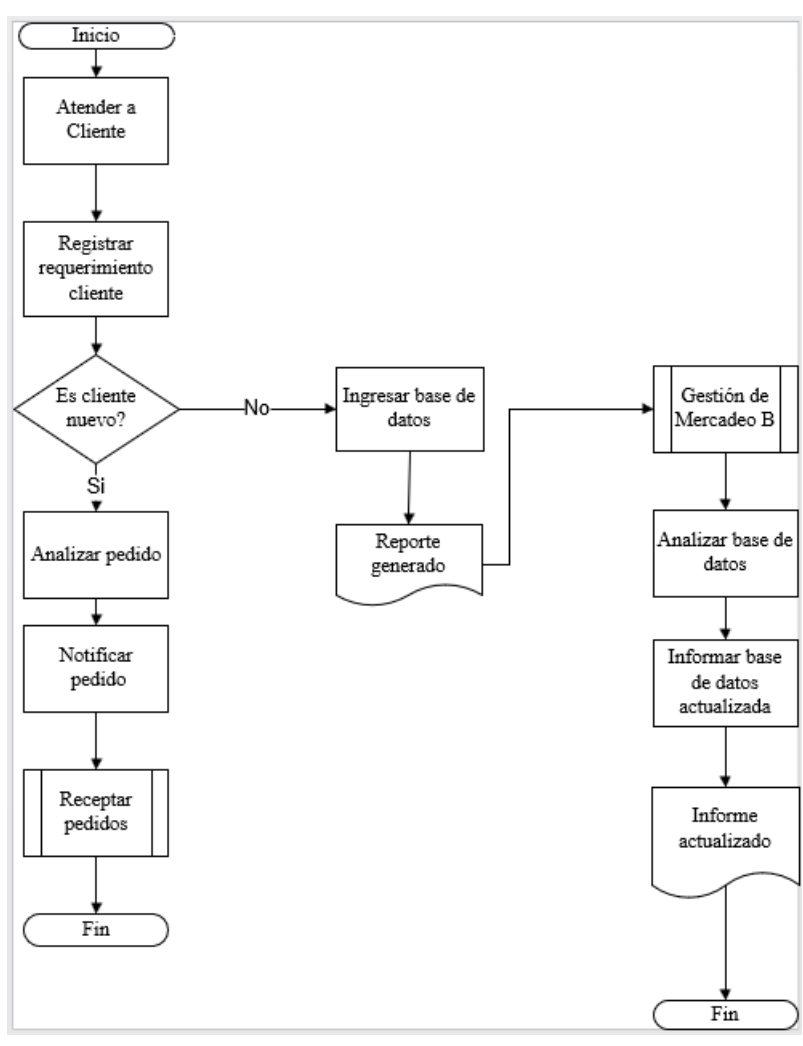 Inicio
Atender a
Cliente
Registrar
requerimiento
cliente
Es cliente
nuevo?
No
Si
Analizar pedido
Notificar
pedido
Receptar
pedidos
Fin
Ingresar base de
datos
Reporte
generado
Gestión de
Mercadeo B
Analizar base de
datos
Informar base
de datos
actualizada
Informe
actualizado
Fin